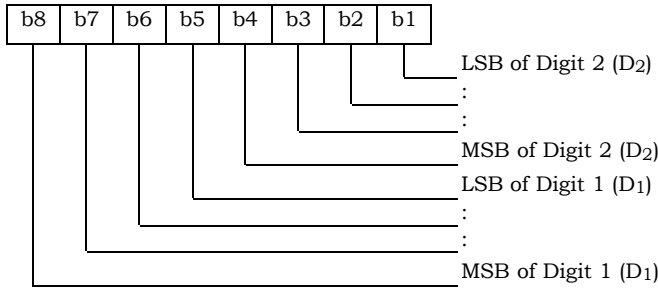 b8 b7 b6 b5 b4 b3 b2 b1
LSB of Digit 2 (D2)
:
:
MSB of Digit 2 (D2)
LSB of Digit 1 (D1)
:
:
MSB of Digit 1 (D1)